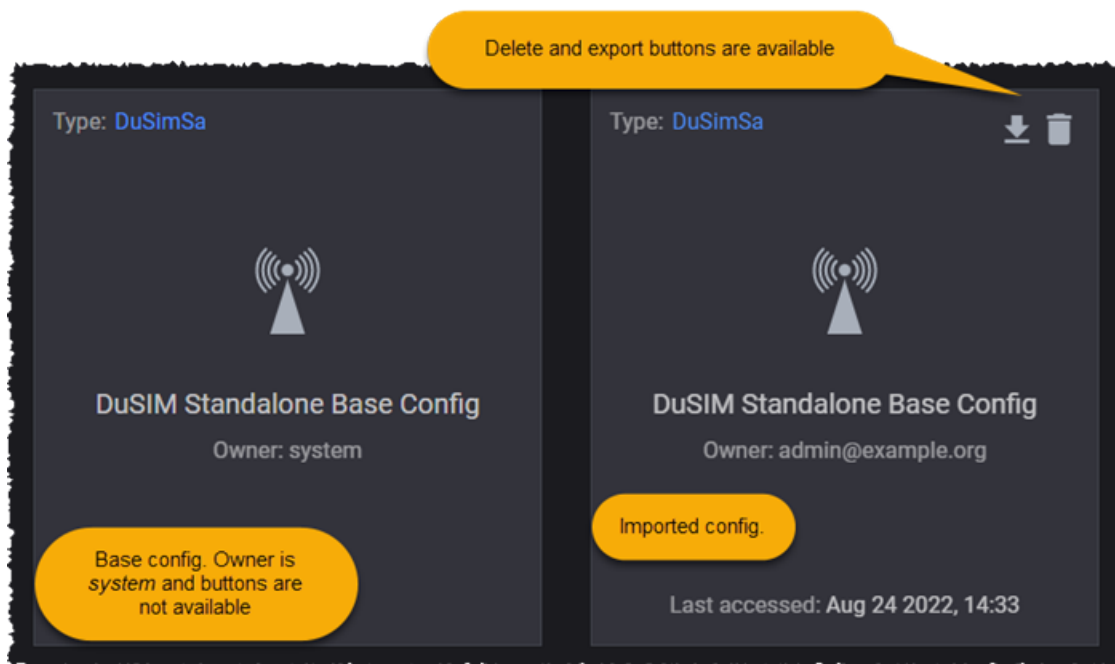 Delete and export buttons are available
Type: DuSimSa
DuSIM Standalone Base Config
Owner: system
Base config. Owner is
system and buttons are
not available
Type: DuSimSa
DuSIM Standalone Base Config
Owner: admin@example.org
Imported config.
Last accessed: Aug 24 2022, 14:33